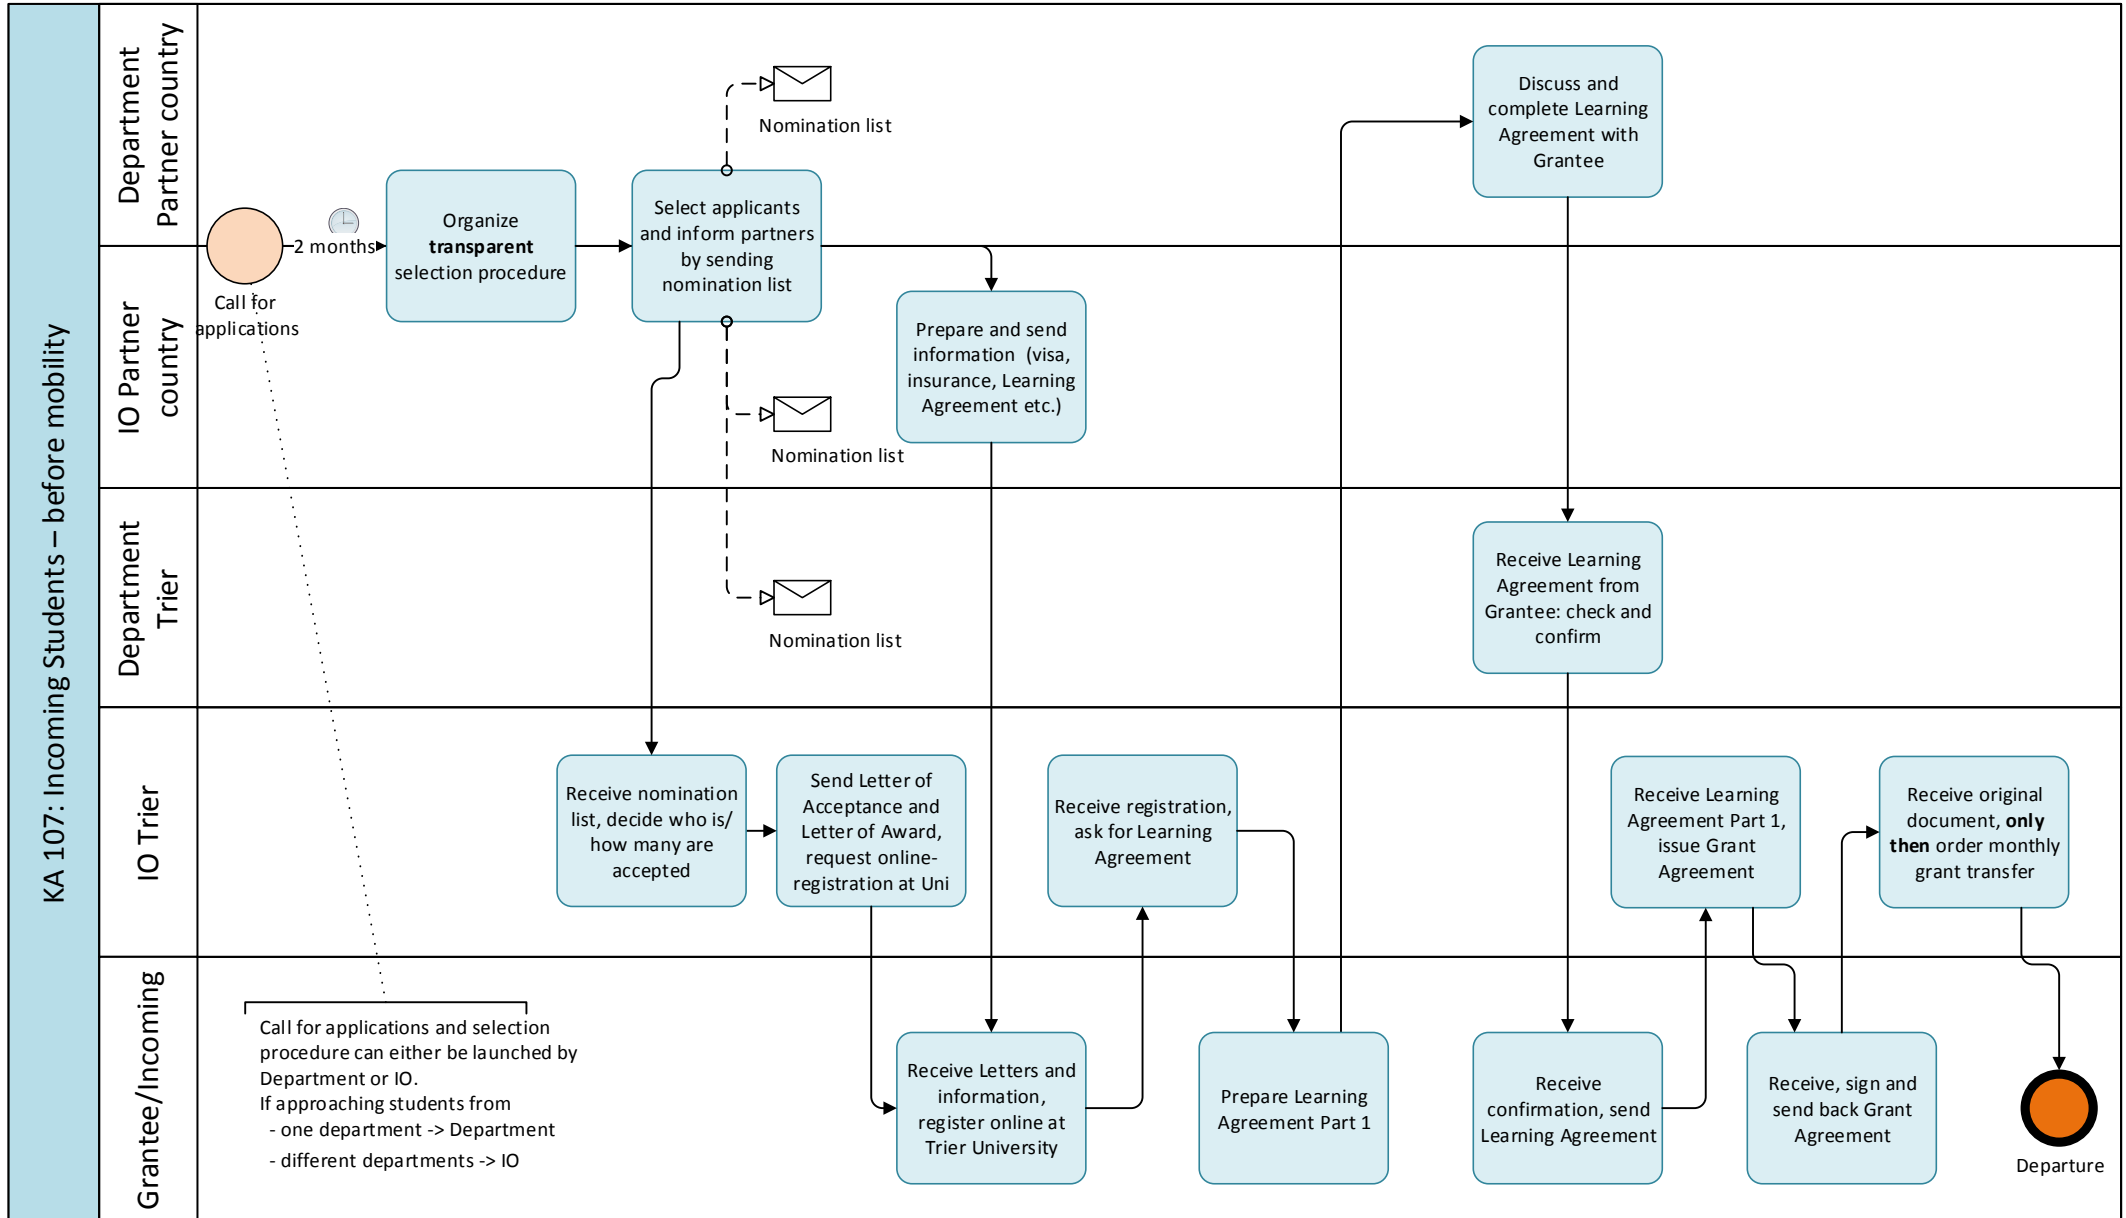 KA 107: Incoming Students – before mobility
Department
Partner country
IO Partner
country
Department
Trier
IO Trier
Grantee/Incoming
Call for
applications
2 months
Organize
transparent
selection procedure
Select applicants
and inform partners
by sending
nomination list
Nomination list
Nomination list
Nomination list
Prepare and send
information (visa,
insurance, Learning
Agreement etc.)
Discuss and
complete Learning
Agreement with
Grantee
Receive Learning
Agreement from
Grantee: check and
confirm
Receive nomination
list, decide who is/
how many are
accepted
Send Letter of
Acceptance and
Letter of Award,
request online-
registration at Uni
Receive registration,
ask for Learning
Agreement
Receive Learning
Agreement Part 1,
issue Grant
Agreement
Receive original
document, only
then order monthly
grant transfer
Call for applications and selection
procedure can either be launched by
Department or IO.
If approaching students from
- one department -> Department
- different departments -> IO
Receive Letters and
information,
register online at
Trier University
Prepare Learning
Agreement Part 1
Receive
confirmation, send
Learning Agreement
Receive, sign and
send back Grant
Agreement
Departure